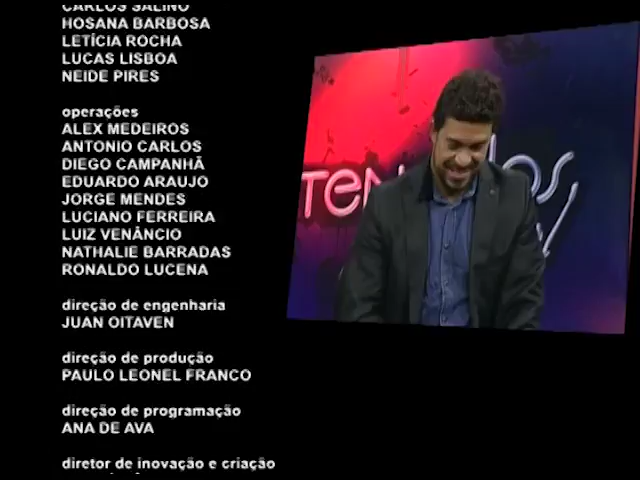 CARLOS SALINO
HOSANA BARBOSA
LETÍCIA ROCHA
LUCAS LISBOA
NEIDE PIRES
operações
ALEX MEDEIROS
ANTONIO CARLOS
DIEGO CAMPANHÃ
EDUARDO ARAUJO
JORGE MENDES
LUCIANO FERREIRA
LUIZ VENÂNCIO
NATHALIE BARRADAS
RONALDO LUCENA
direção de engenharia
JUAN OITAVEN
direção de produção
PAULO LEONEL FRANCO
direção de programação
ANA DE AVA
diretor de inovação e criação